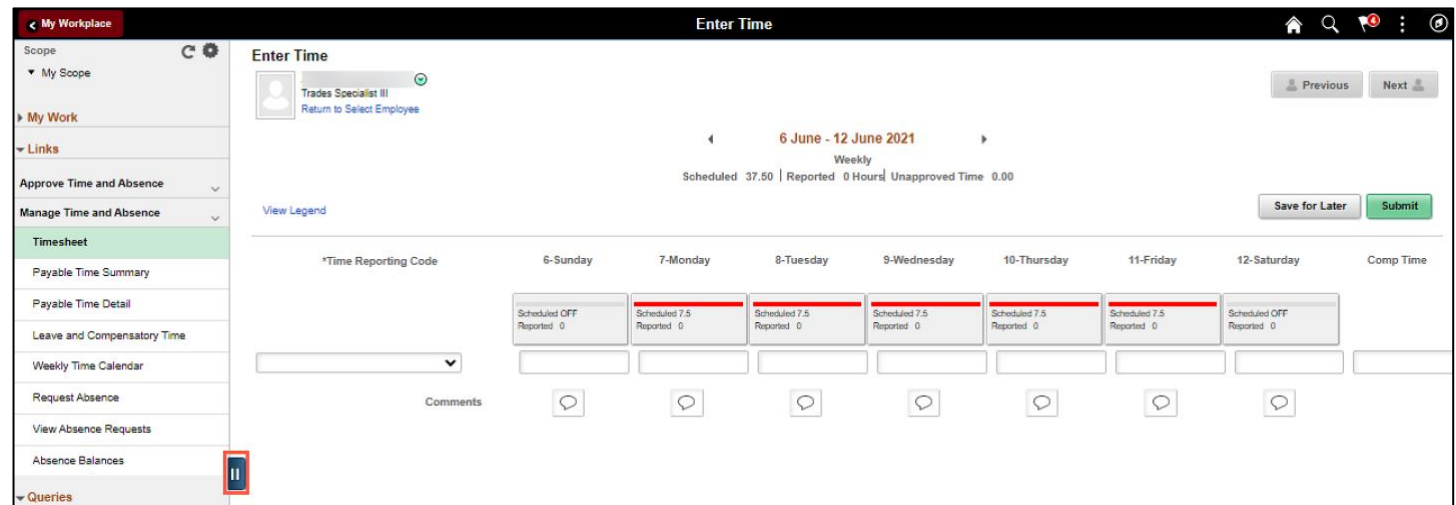 My Workplace
Enter Time
4
Scope
My Scope
My Work
Links
Approve Time and Absence
Manage Time and Absence
Timesheet
Payable Time Summary
Payable Time Detail
Leave and Compensatory Time
Weekly Time Calendar
Request Absence
View Absence Requests
Absence Balances
Queries
Enter Time
Trades Specialist III
Return to Select Employee
Previous Next
6 June - 12 June 2021
Weekly
Scheduled 37.50 | Reported 0 Hours| Unapproved Time 0.00
View Legend
Save for Later Submit
*Time Reporting Code 6-Sunday 7-Monday 8-Tuesday 9-Wednesday 10-Thursday 11-Friday 12-Saturday Comp Time
Scheduled OFF Scheduled 7.5 Scheduled 7.5 Scheduled 7.5 Scheduled 7.5 Scheduled 7.5 Scheduled OFF
Reported 0 Reported 0 Reported 0 Reported 0 Reported 0 Reported 0 Reported 0
Comments